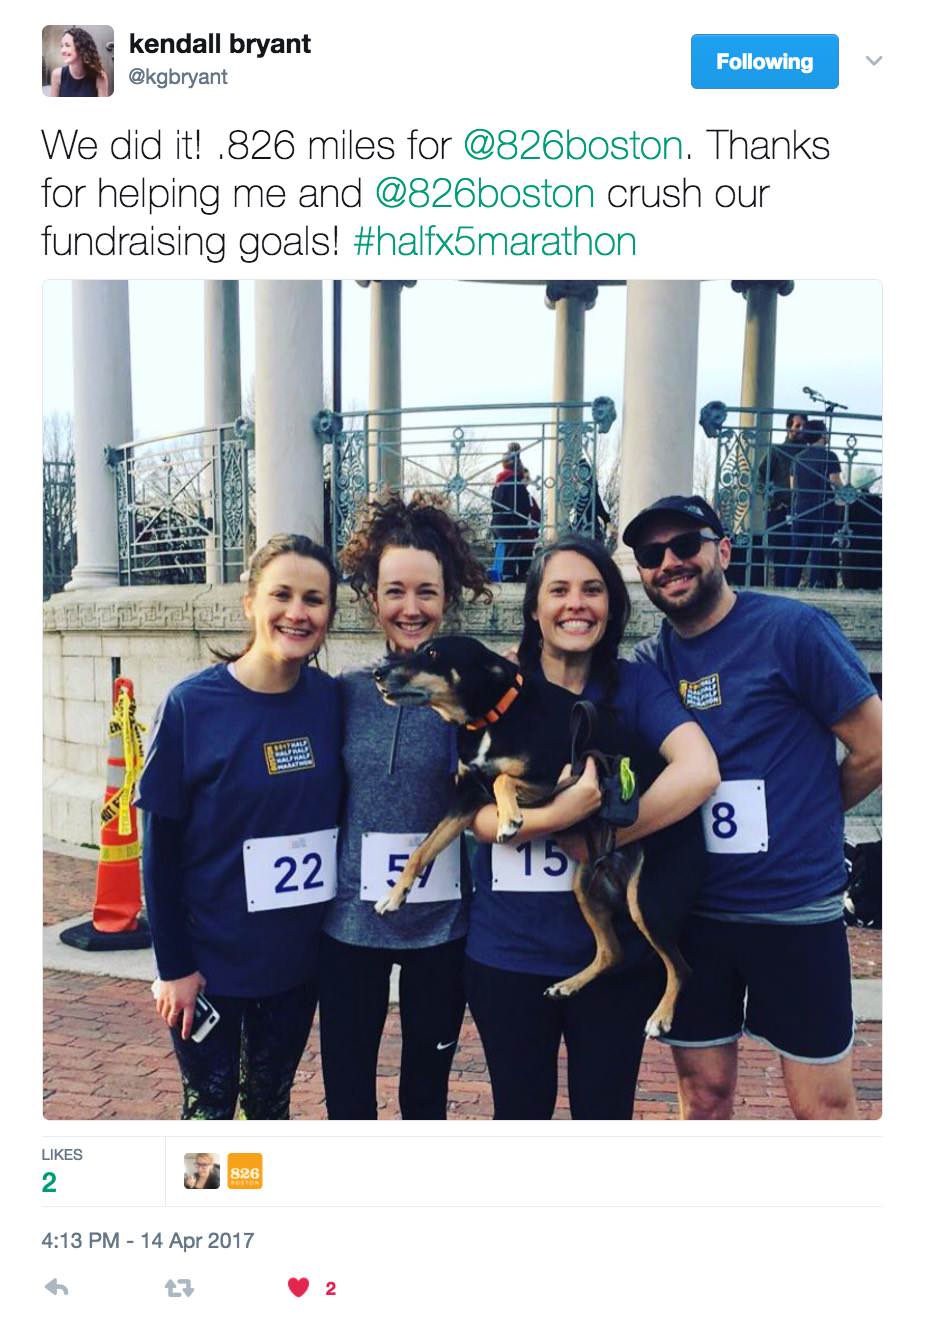 kendall bryant
@kgbryant
Following
We did it! .826 miles for @826boston. Thanks
for helping me and @826boston crush our
fundraising goals! #halfx5marathon
22
15
8
LIKES
2
826
BOSTON
4:13 PM - 14 Apr 2017
2